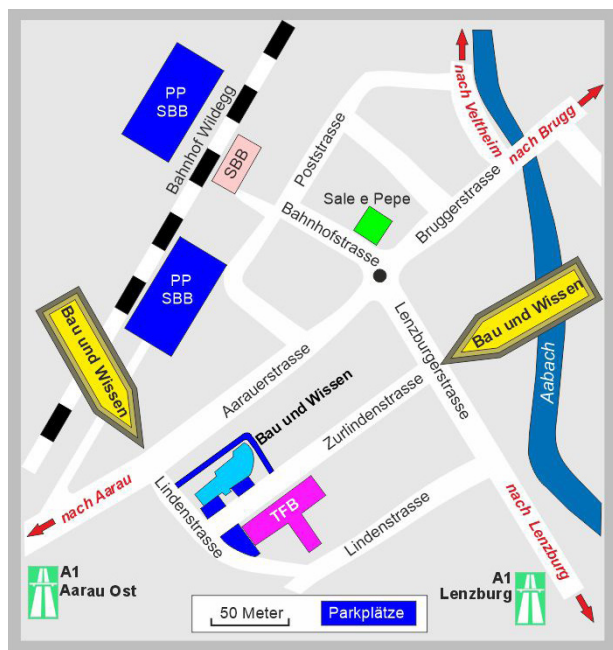 PP
SBB
Bahnhof Wildegg
SBB
Poststrasse
nach Veltheim
nach Brugg
Sale e Pepe
Bahnhofstrasse
Bruggerstrasse
PP
SBB
Bau und Wissen
Bau und Wissen
Aabach
Aarauerstrasse
Lenzburgerstrasse
Bau und Wissen
Zurlindenstrasse
nach Aarau
Lindenstrasse
TFB
Lindenstrasse
nach Lenzburg
A1
Aarau Ost
A1
Lenzburg
50 Meter
Parkplätze